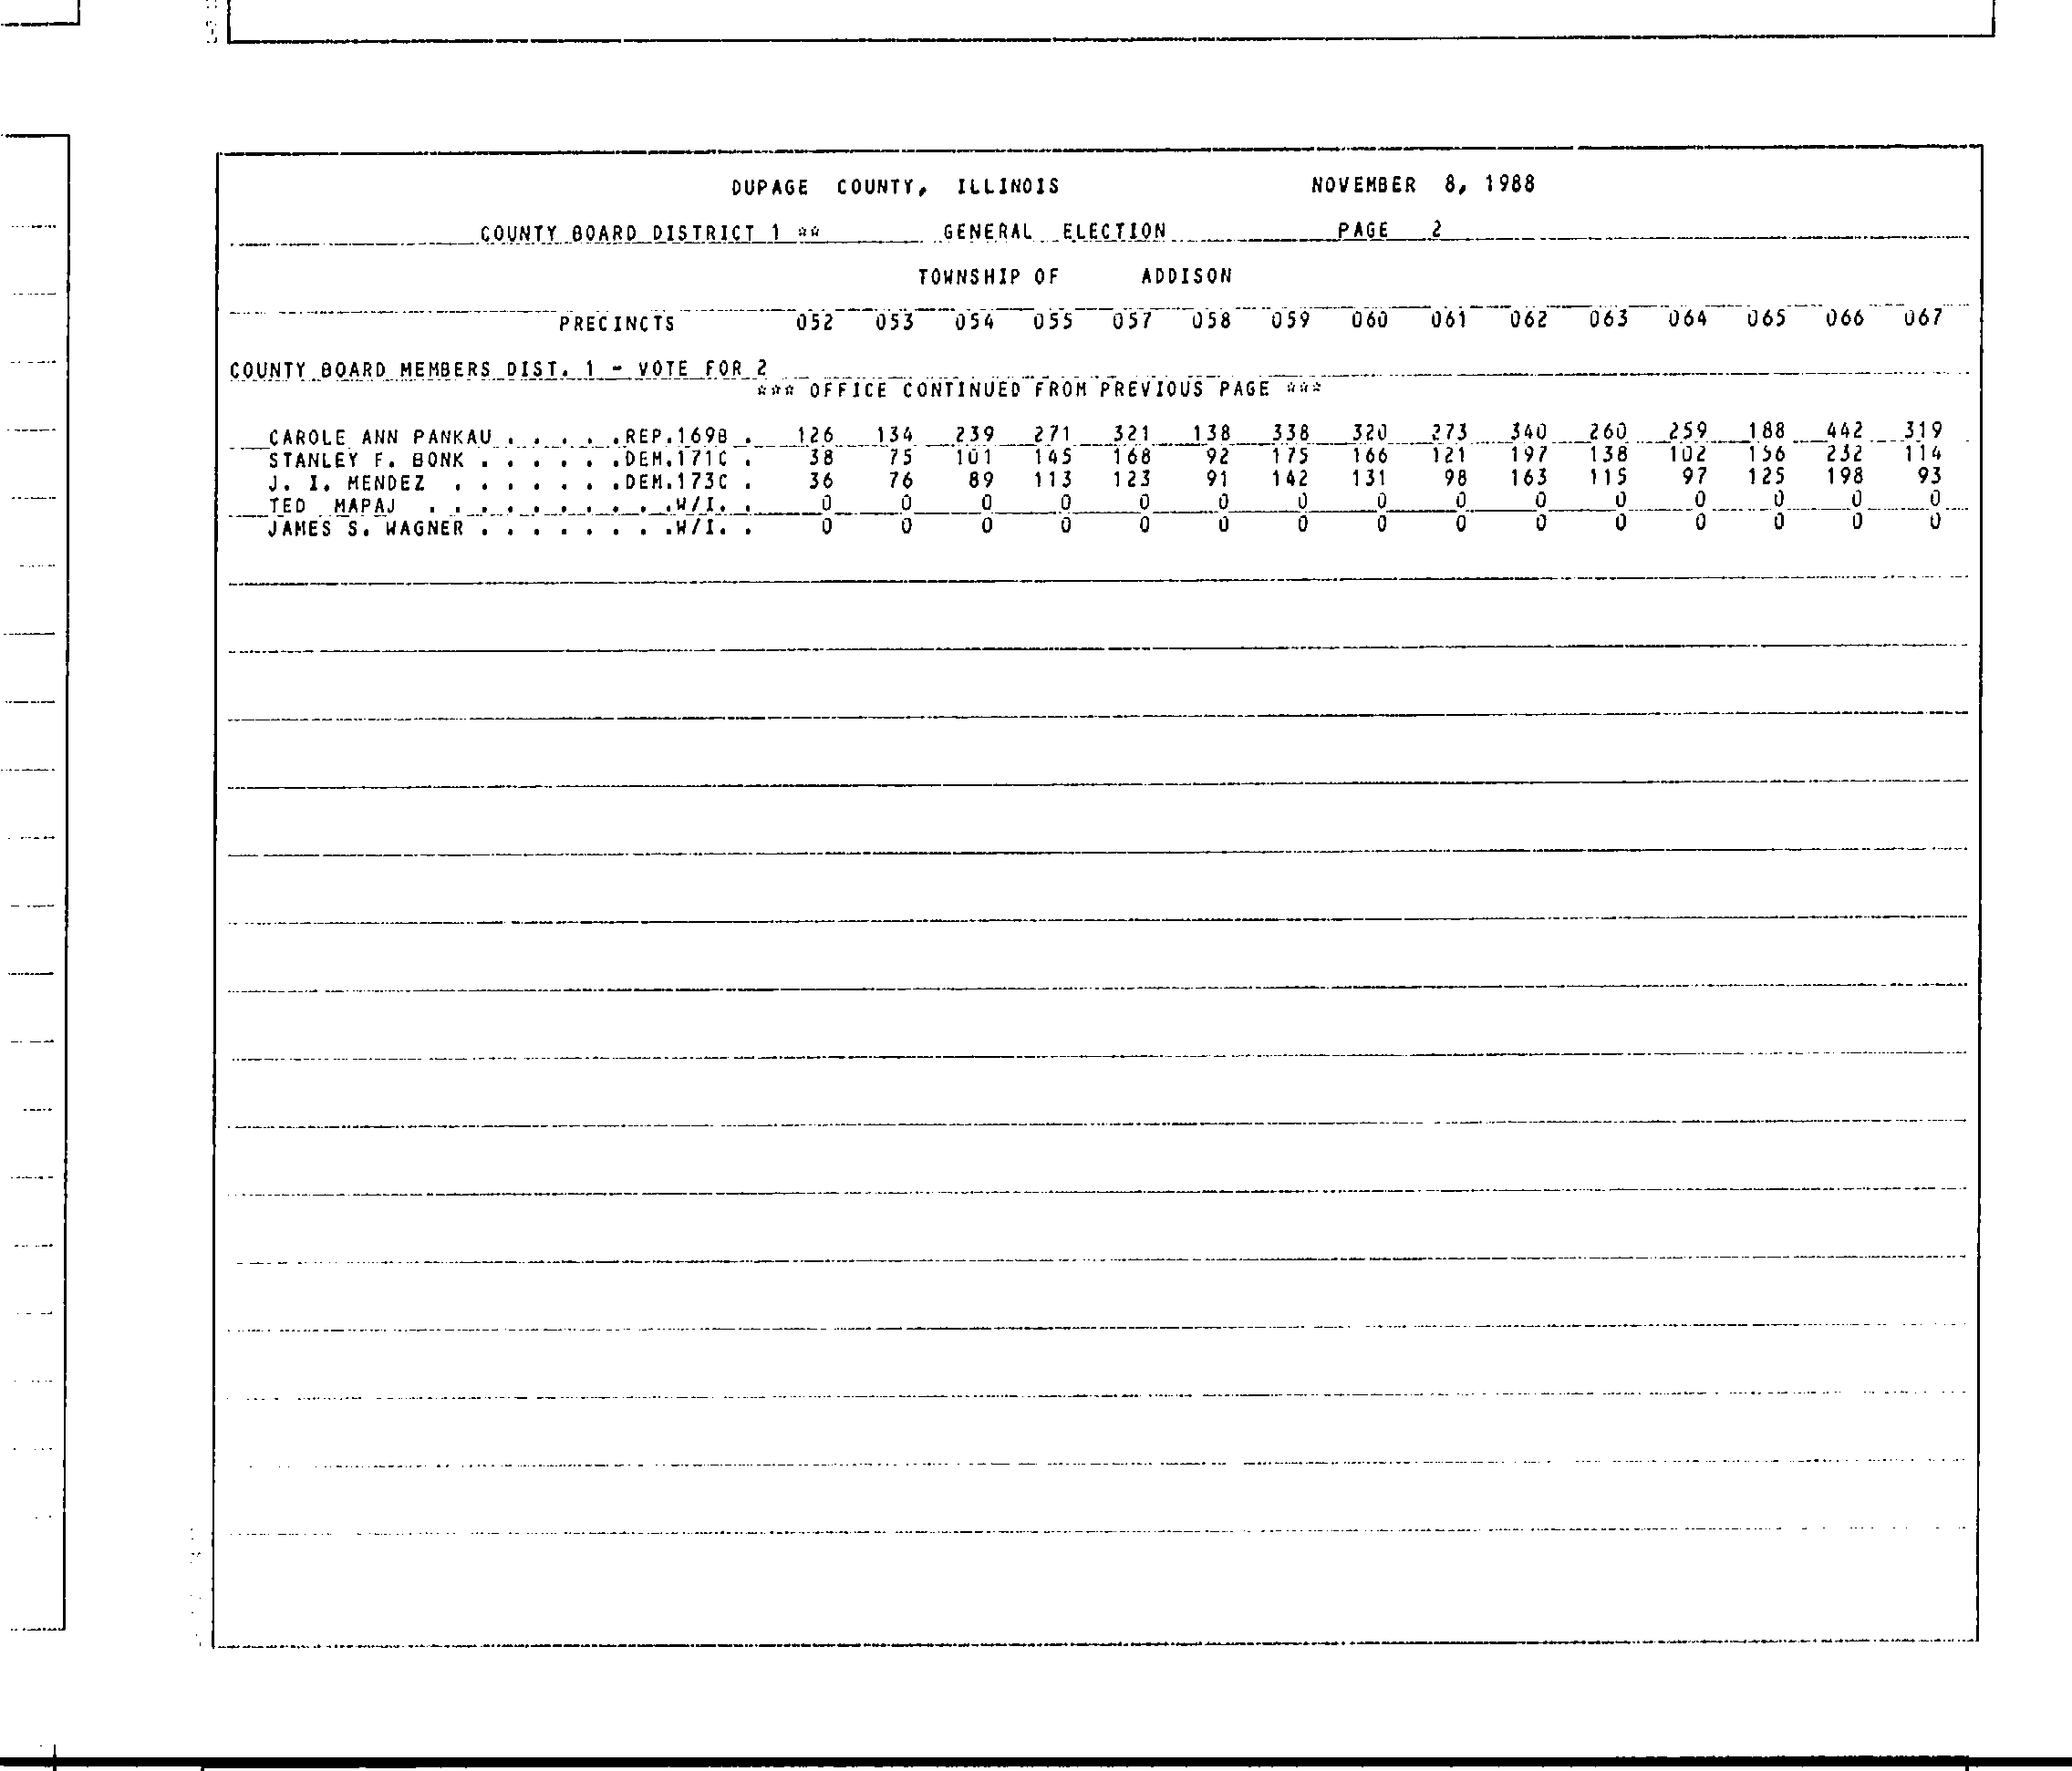 DUPAGE COUNTY, ILLINOIS NOVEMBER 8, 1988
COUNTY BOARD DISTRICT 1 ** GENERAL ELECTION PAGE 2
TOWNSHIP OF ADDISON
PRECINCTS 052 053 054 055 057 058 059 060 061 062 063 064 065 066 067
COUNTY BOARD MEMBERS DIST. 1 - VOTE FOR 2
*** OFFICE CONTINUED FROM PREVIOUS PAGE ***
CAROLE ANN PANKAU . . . . .REP.169B . 126 134 239 271 321 138 338 320 273 340 260 259 188 442 319
STANLEY F. BONK . . . . . .DEM.171C . 38 75 101 145 168 92 175 166 121 197 138 102 156 232 114
J. I. MENDEZ . . . . . . .DEM.173C . 36 76 89 113 123 91 142 131 98 163 115 97 125 198 93
TED MAPAJ . . . . . . . . . .W/I. . 0 0 0 0 0 0 0 0 0 0 0 0 0 0 0
JAMES S. WAGNER . . . . . . . .W/I. . 0 0 0 0 0 0 0 0 0 0 0 0 0 0 0